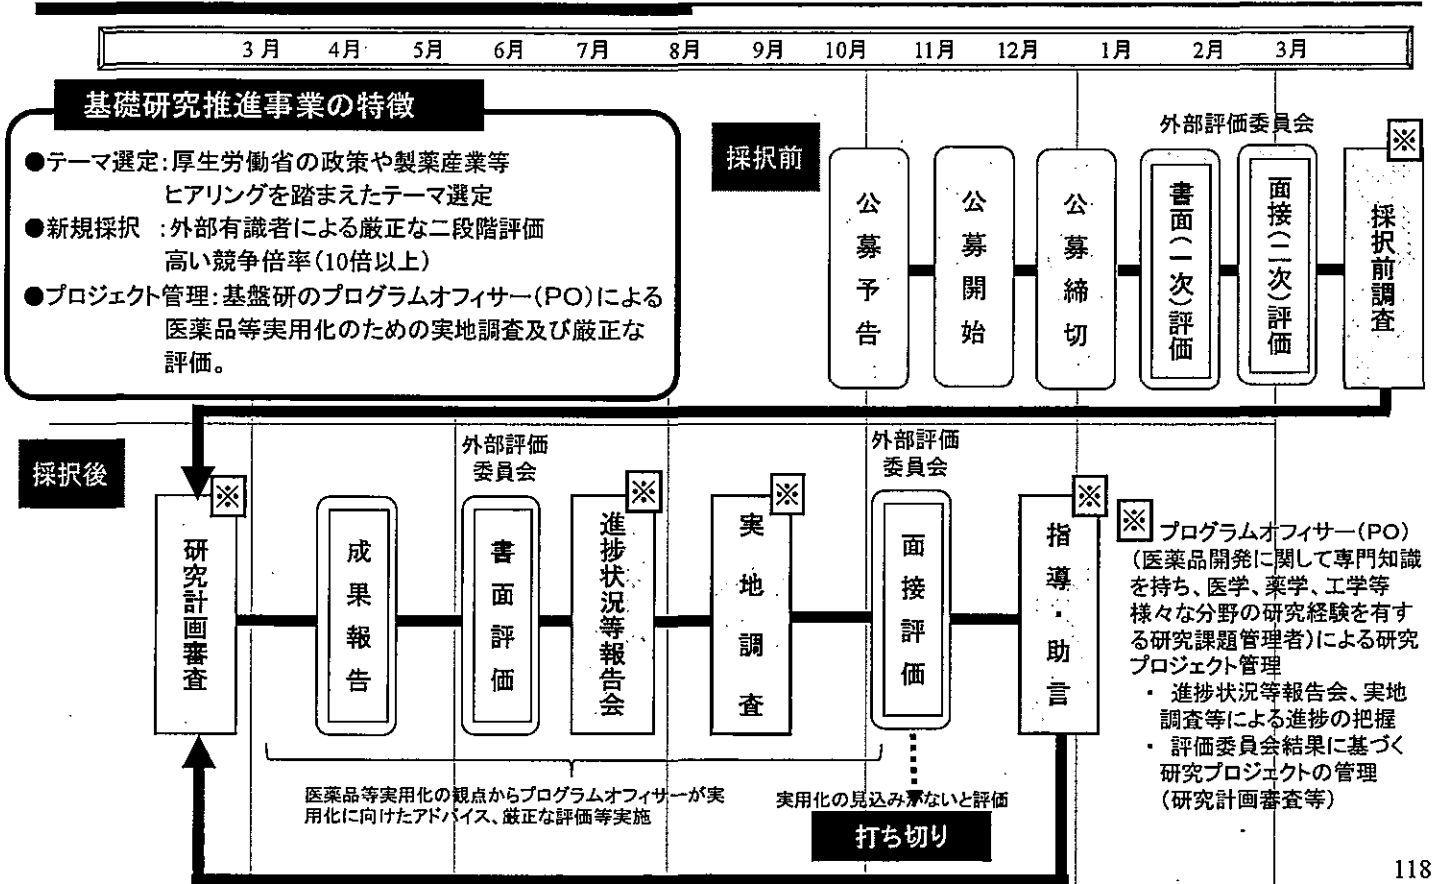 3月 4月 5月 6月 7月 8月 9月 10月 11月 12月 1月 2月 3月
基礎研究推進事業の特徴
●テーマ選定:厚生労働省の政策や製薬産業等
ヒアリングを踏まえたテーマ選定
●新規採択 :外部有識者による厳正な二段階評価
高い競争倍率(10倍以上)
●プロジェクト管理:基盤研のプログラムオフィサー(PO)による
医薬品等実用化のための実地調査及び厳正な
評価。
採択前
外部評価委員会
※
公募予告
公募開始
公募締切
書面(一次)評価
面接(二次)評価
採択前調査
採択後
外部評価
委員会
外部評価
委員会
※
※
※
※
研究計画審査
成果報告
書面評価
進捗状況等報告会
実地調査
面接評価
指導・助言
※ プログラムオフィサー(PO)
(医薬品開発に関して専門知識
を持ち、医学、薬学、工学等
様々な分野の研究経験を有す
る研究課題管理者)による研究
プロジェクト管理
・ 進捗状況等報告会、実地
調査等による進捗の把握
・ 評価委員会結果に基づく
研究プロジェクトの管理
(研究計画審査等)
医薬品等実用化の観点からプログラムオフィサーが実
用化に向けたアドバイス、厳正な評価等実施
実用化の見込みがないと評価
打ち切り
118